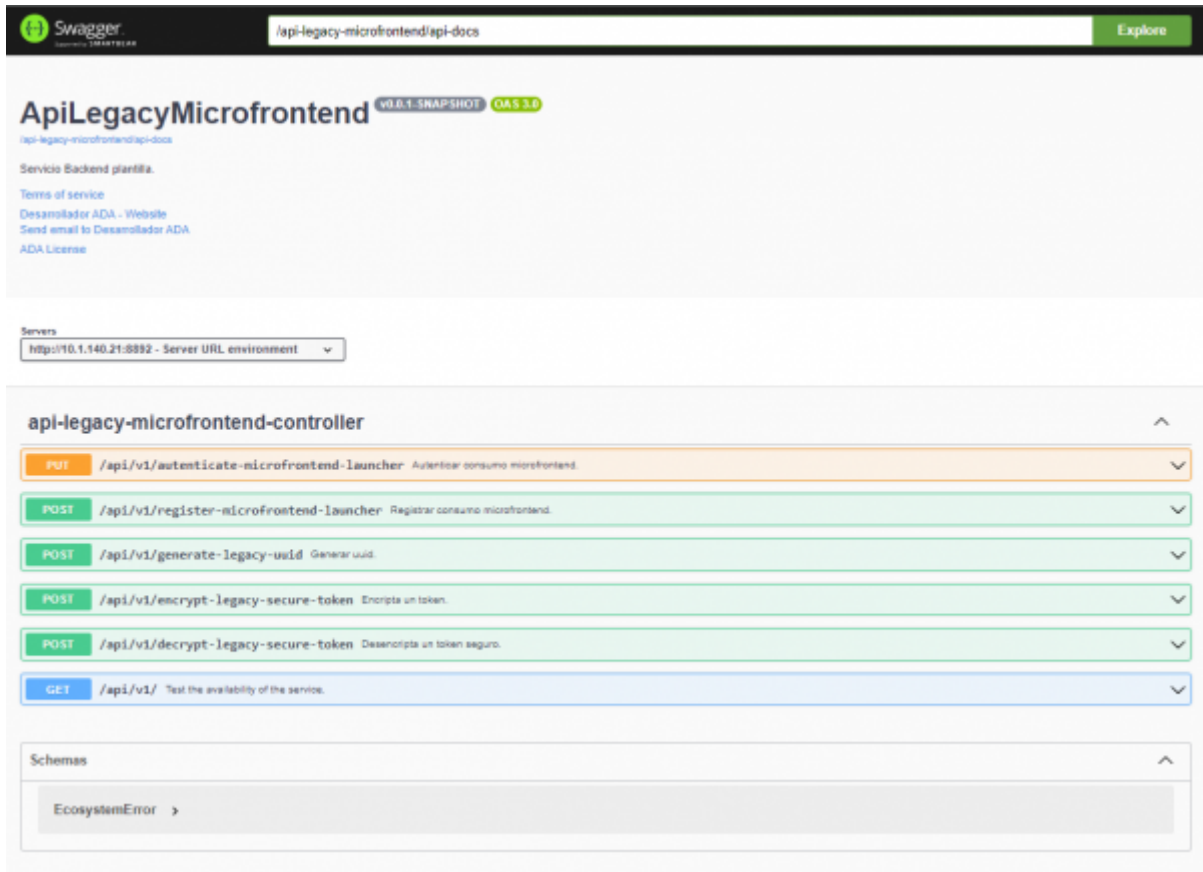 Swagger.
Supported by SMARTBEAR
/api-legacy-microfrontend/api-docs
Explore
ApiLegacyMicrofrontend v0.0.1-SNAPSHOT OAS 3.0
/api-legacy-microfrontend/api-docs
Servicio Backend plantilla.
Terms of service
Desarrollador ADA - Website
Send email to Desarrollador ADA
ADA License
Servers
http://10.1.140.21:8892 - Server URL environment
api-legacy-microfrontend-controller
PUT /api/v1/autenticate-microfrontend-launcher Autenticar consumo microfrontend.
POST /api/v1/register-microfrontend-launcher Registrar consumo microfrontend.
POST /api/v1/generate-legacy-uuid Generar uuid.
POST /api/v1/encrypt-legacy-secure-token Encripta un token.
POST /api/v1/decrypt-legacy-secure-token Desencripta un token seguro.
GET /api/v1/ Test the availability of the service.
Schemas
EcosystemError